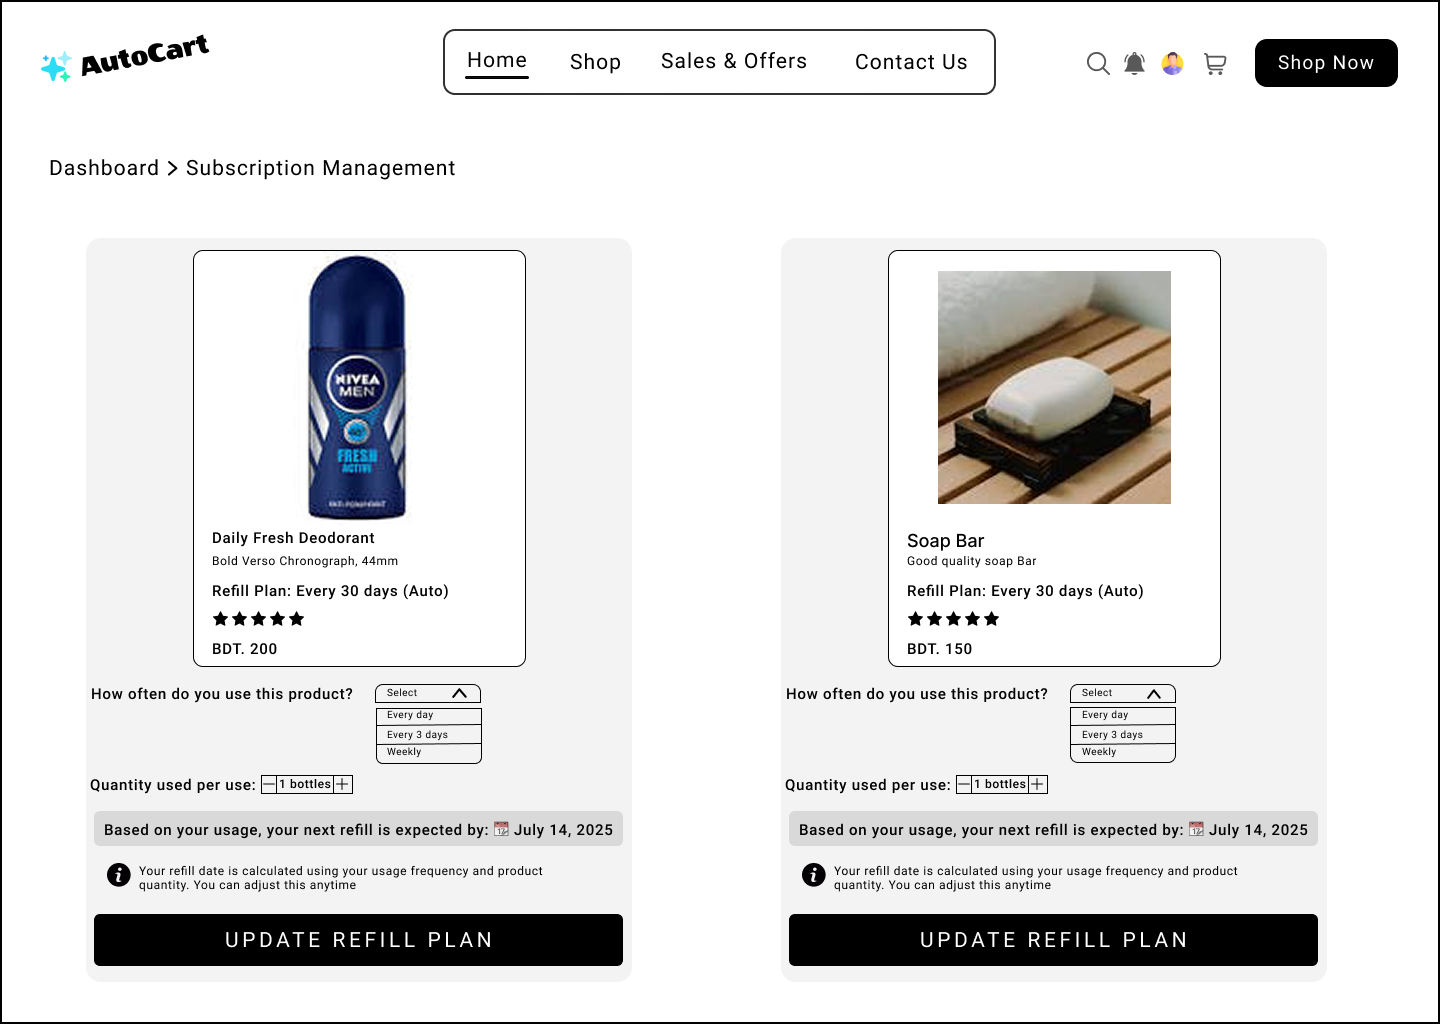 AutoCart
Home Shop Sales & Offers Contact Us
Shop Now
Dashboard > Subscription Management
NIVEA
MEN
FRESH
ACTIVE
ANTI-PERSPIRANT
Daily Fresh Deodorant
Bold Verso Chronograph, 44mm
Refill Plan: Every 30 days (Auto)
BDT. 200
How often do you use this product? Select
Every day
Every 3 days
Weekly
Quantity used per use: 1 bottles
Based on your usage, your next refill is expected by: July 14, 2025
Your refill date is calculated using your usage frequency and product
quantity. You can adjust this anytime
UPDATE REFILL PLAN
Soap Bar
Good quality soap Bar
Refill Plan: Every 30 days (Auto)
BDT. 150
How often do you use this product? Select
Every day
Every 3 days
Weekly
Quantity used per use: 1 bottles
Based on your usage, your next refill is expected by: July 14, 2025
Your refill date is calculated using your usage frequency and product
quantity. You can adjust this anytime
UPDATE REFILL PLAN